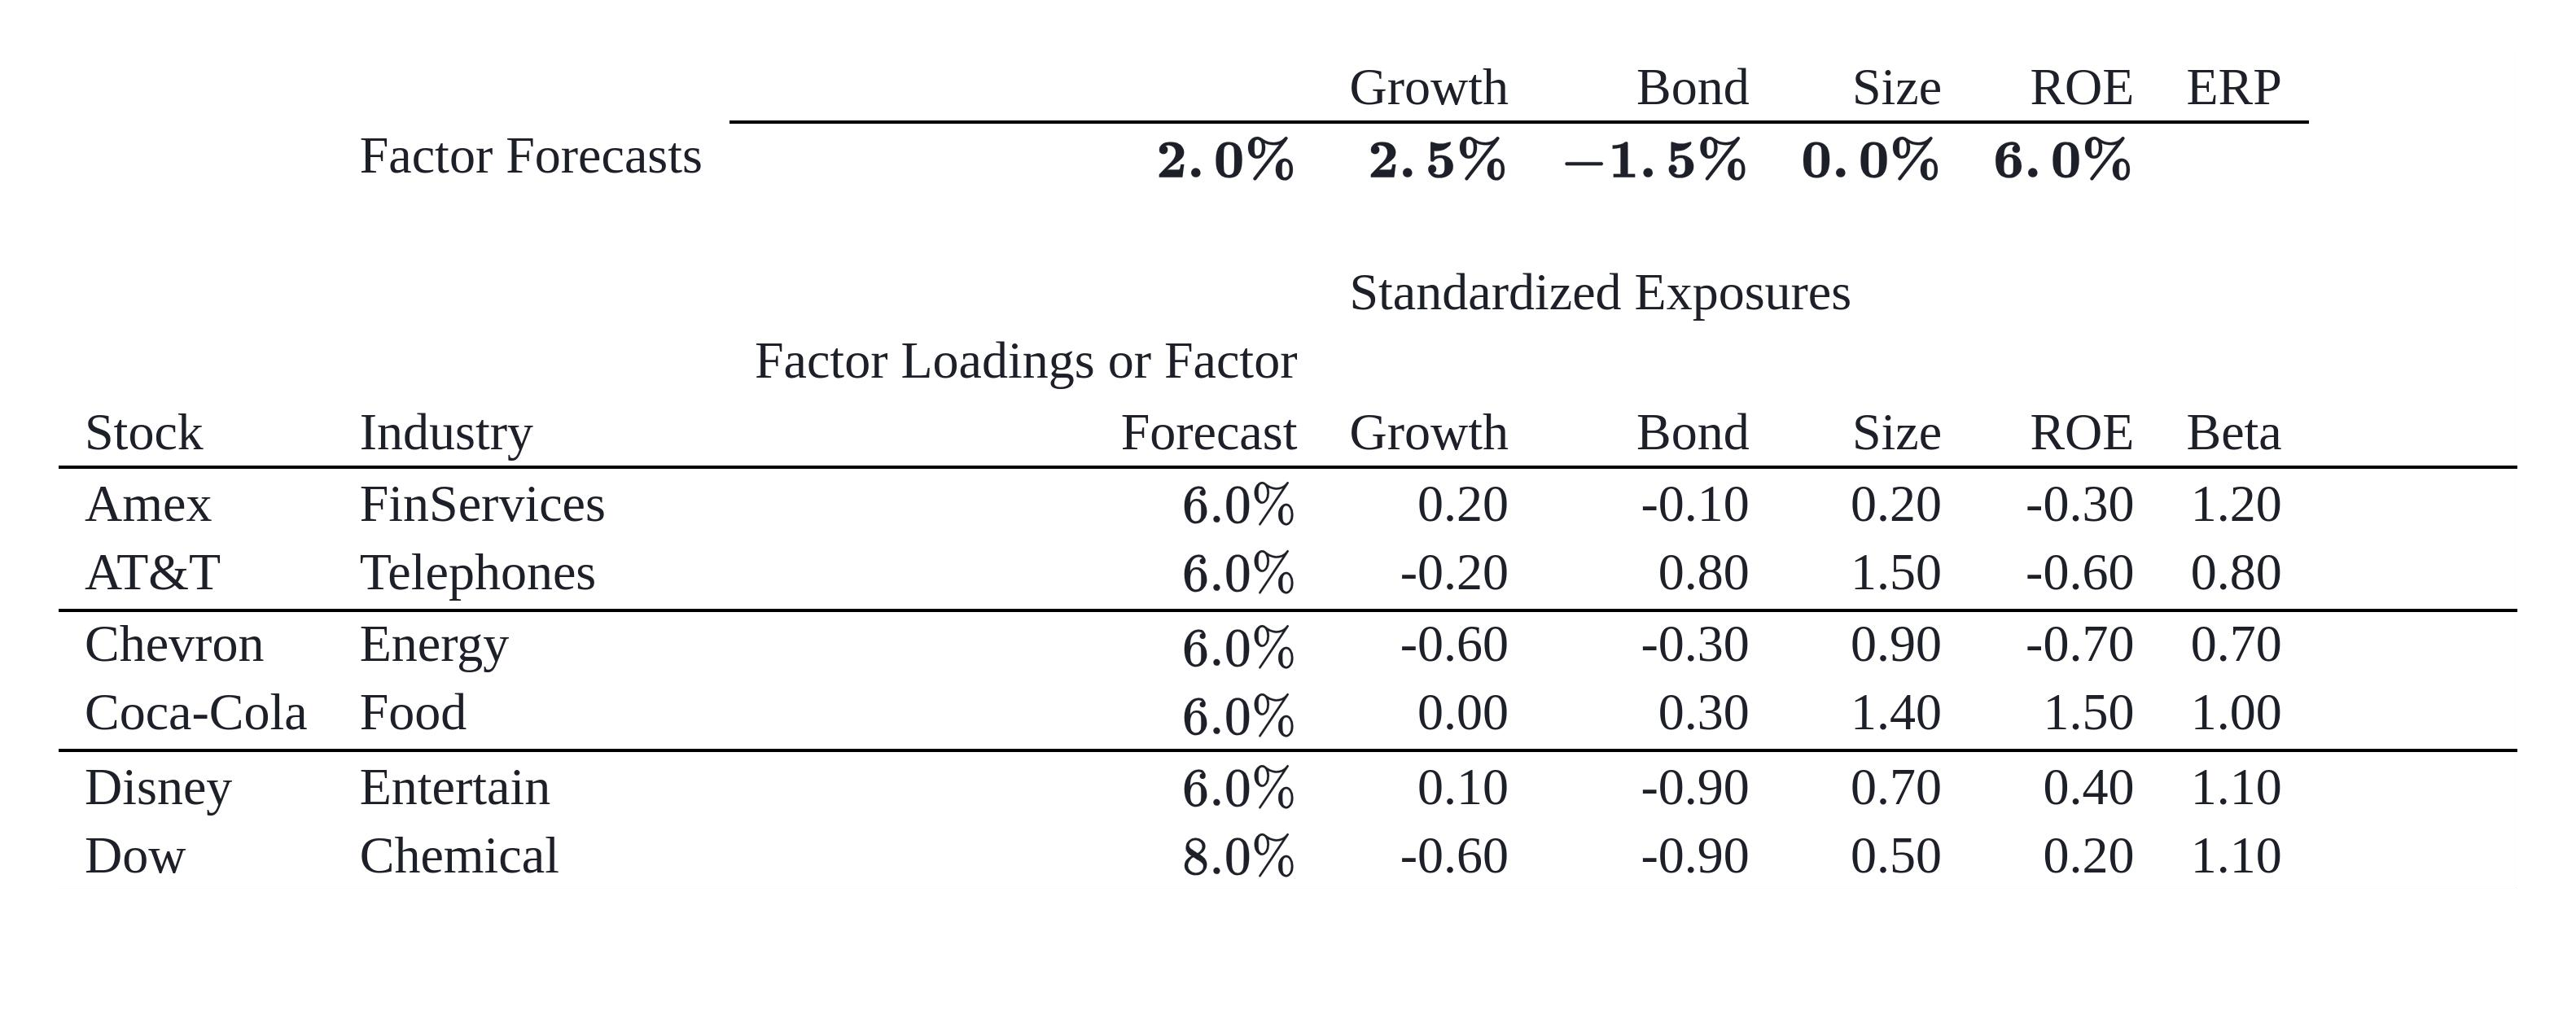 Growth Bond Size ROE ERP
Factor Forecasts 2.0% 2.5% −1.5% 0.0% 6.0%
Standardized Exposures
Factor Loadings or Factor
Stock Industry Forecast Growth Bond Size ROE Beta
Amex FinServices 6.0% 0.20 -0.10 0.20 -0.30 1.20
AT&T Telephones 6.0% -0.20 0.80 1.50 -0.60 0.80
Chevron Energy 6.0% -0.60 -0.30 0.90 -0.70 0.70
Coca-Cola Food 6.0% 0.00 0.30 1.40 1.50 1.00
Disney Entertain 6.0% 0.10 -0.90 0.70 0.40 1.10
Dow Chemical 8.0% -0.60 -0.90 0.50 0.20 1.10